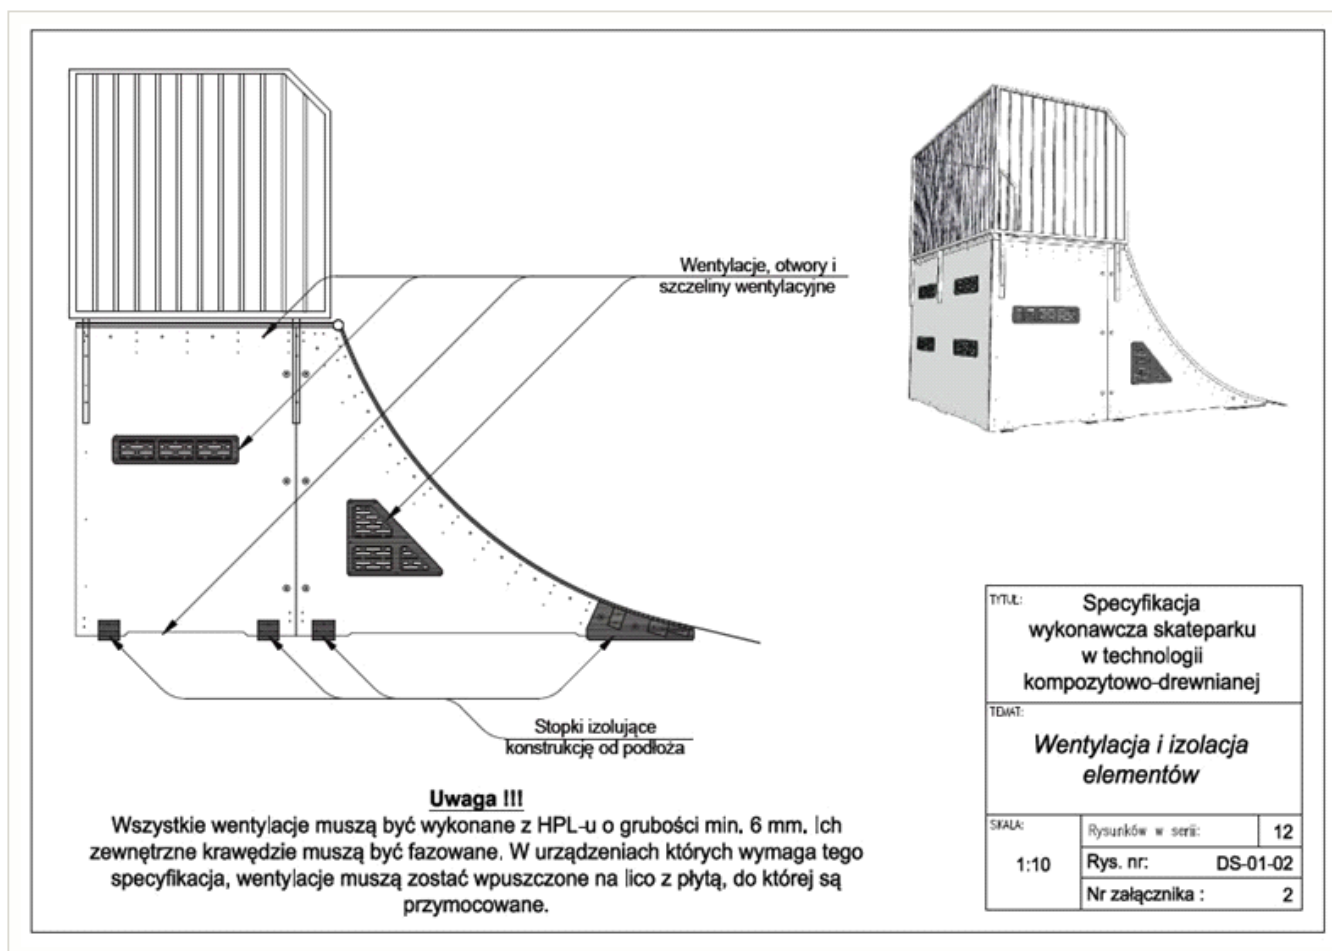 Wentylacje, otwory i
szczeliny wentylacyjne
Stopki izolujące
konstrukcję od podłoża
Uwaga !!!
Wszystkie wentylacje muszą być wykonane z HPL-u o grubości min. 6 mm. Ich
zewnętrzne krawędzie muszą być fazowane. W urządzeniach których wymaga tego
specyfikacja, wentylacje muszą zostać wpuszczone na lico z płytą, do której są
przymocowane.
TYTUŁ:
Specyfikacja
wykonawcza skateparku
w technologii
kompozytowo-drewnianej
TEMAT:
Wentylacja i izolacja
elementów
SKALA:
1:10
Rysunków w serii: 12
Rys. nr: DS-01-02
Nr załącznika : 2